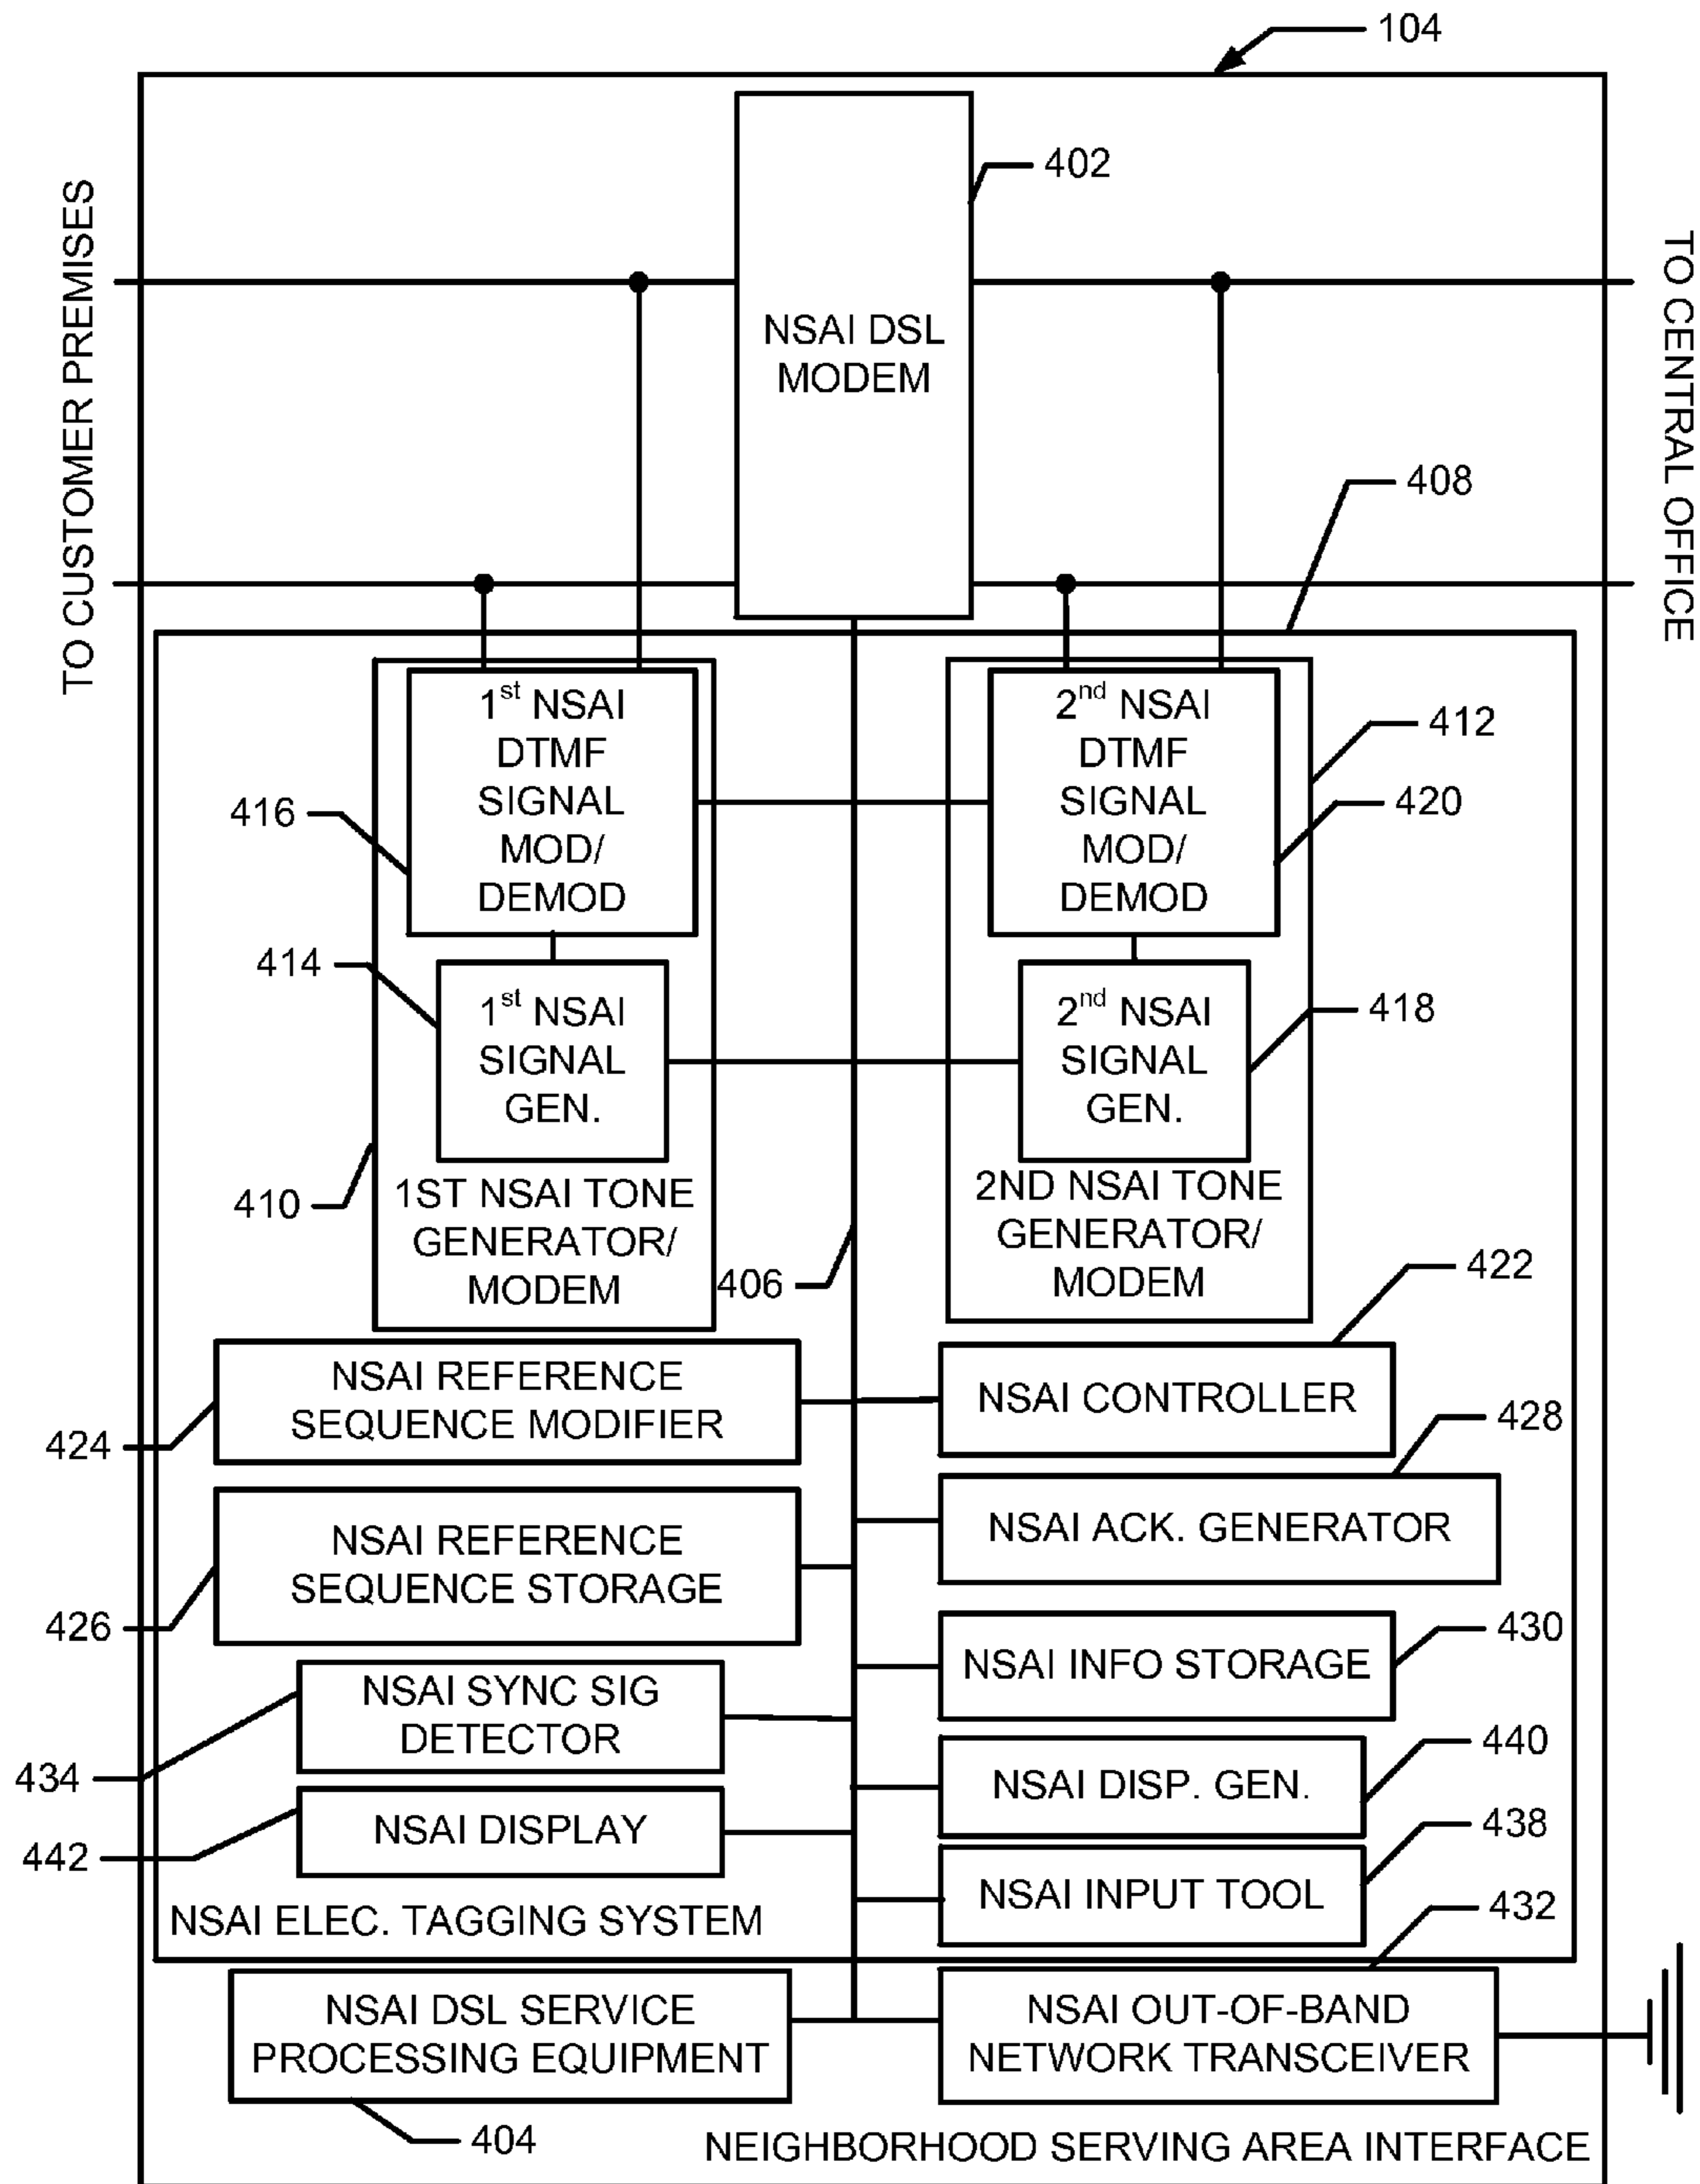 104
402
TO CUSTOMER PREMISES
TO CENTRAL OFFICE
NSAI DSL
MODEM
408
1st NSAI
DTMF
SIGNAL
MOD/
DEMOD
2nd NSAI
DTMF
SIGNAL
MOD/
DEMOD
412
416
420
414
1st NSAI
SIGNAL
GEN.
2nd NSAI
SIGNAL
GEN.
418
410
1ST NSAI TONE
GENERATOR/
MODEM
406
2ND NSAI TONE
GENERATOR/
MODEM
422
NSAI REFERENCE
SEQUENCE MODIFIER
424
NSAI CONTROLLER
428
NSAI ACK. GENERATOR
NSAI REFERENCE
SEQUENCE STORAGE
426
NSAI INFO STORAGE
430
NSAI SYNC SIG
DETECTOR
434
NSAI DISP. GEN.
440
NSAI DISPLAY
442
NSAI INPUT TOOL
438
432
NSAI ELEC. TAGGING SYSTEM
NSAI DSL SERVICE
PROCESSING EQUIPMENT
404
NSAI OUT-OF-BAND
NETWORK TRANSCEIVER
NEIGHBORHOOD SERVING AREA INTERFACE